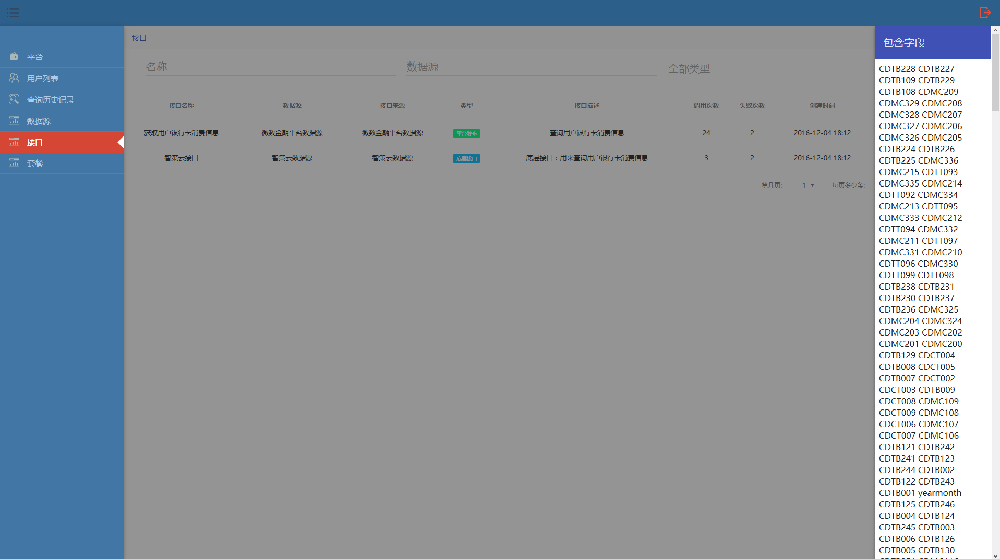 平台
用户列表
查询历史记录
数据源
接口
套餐
接口
名称 数据源 全部类型
接口名称 数据源 接口来源 类型 接口描述 调用次数 失败次数 创建时间
获取用户银行卡消费信息 微数金融平台数据源 微数金融平台数据源 平台发布 查询用户银行卡消费信息 24 2 2016-12-04 18:12
智策云接口 智策云数据源 智策云数据源 底层接口 底层接口：用来查询用户银行卡消费信息 3 2 2016-12-04 18:12
第几页: 1 每页多少条:
包含字段
CDTB228 CDTB227
CDTB109 CDTB229
CDTB108 CDMC209
CDMC329 CDMC208
CDMC328 CDMC207
CDMC327 CDMC206
CDMC326 CDMC205
CDTB224 CDTB226
CDTB225 CDMC336
CDMC215 CDTT093
CDMC335 CDMC214
CDTT092 CDMC334
CDMC213 CDTT095
CDMC333 CDMC212
CDTT094 CDMC332
CDMC211 CDTT097
CDMC331 CDMC210
CDTT096 CDMC330
CDTT099 CDTT098
CDTB238 CDTB231
CDTB230 CDTB237
CDTB236 CDMC325
CDMC204 CDMC324
CDMC203 CDMC202
CDMC201 CDMC200
CDTB129 CDCT004
CDTB008 CDCT005
CDTB007 CDCT002
CDCT003 CDTB009
CDCT008 CDMC109
CDCT009 CDMC108
CDCT006 CDMC107
CDCT007 CDMC106
CDTB121 CDTB242
CDTB241 CDTB123
CDTB244 CDTB002
CDTB122 CDTB243
CDTB001 yearmonth
CDTB125 CDTB246
CDTB004 CDTB124
CDTB245 CDTB003
CDTB006 CDTB126
CDTB005 CDTB130